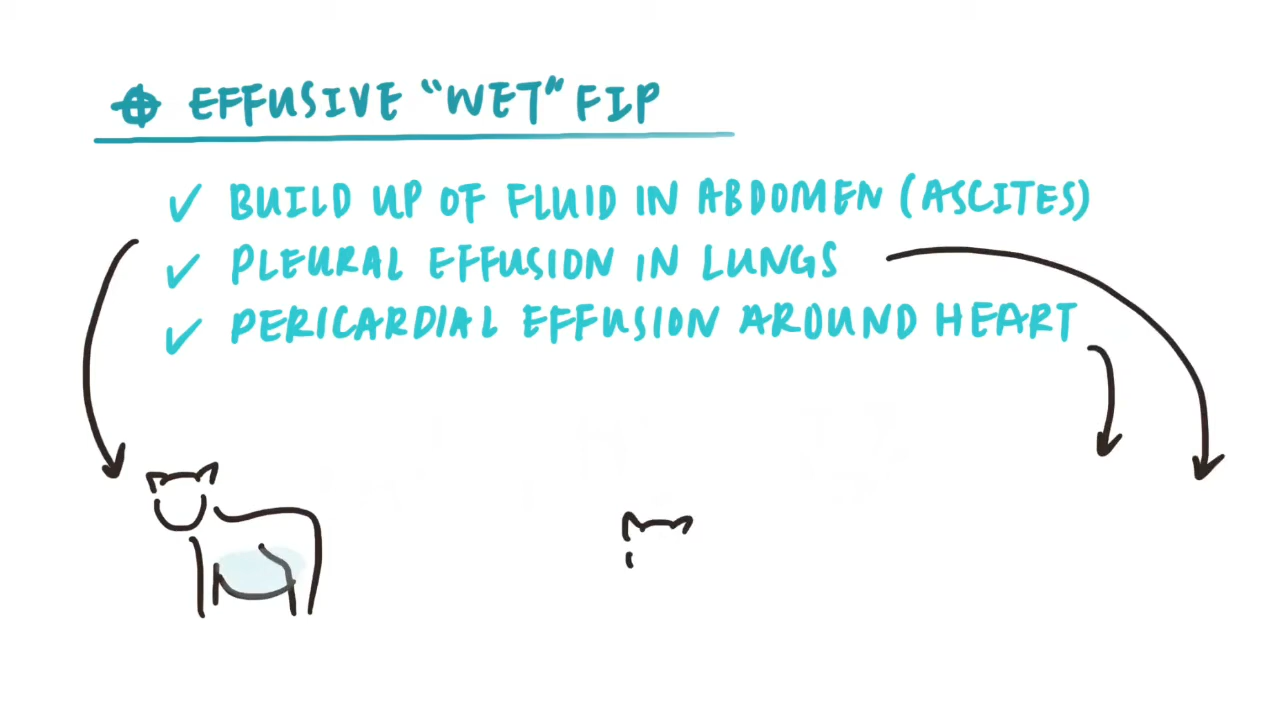 EFFUSIVE “WET” FIP
BUILD UP OF FLUID IN ABDOMEN (ASCITES)
PLEURAL EFFUSION IN LUNGS
PERICARDIAL EFFUSION AROUND HEART